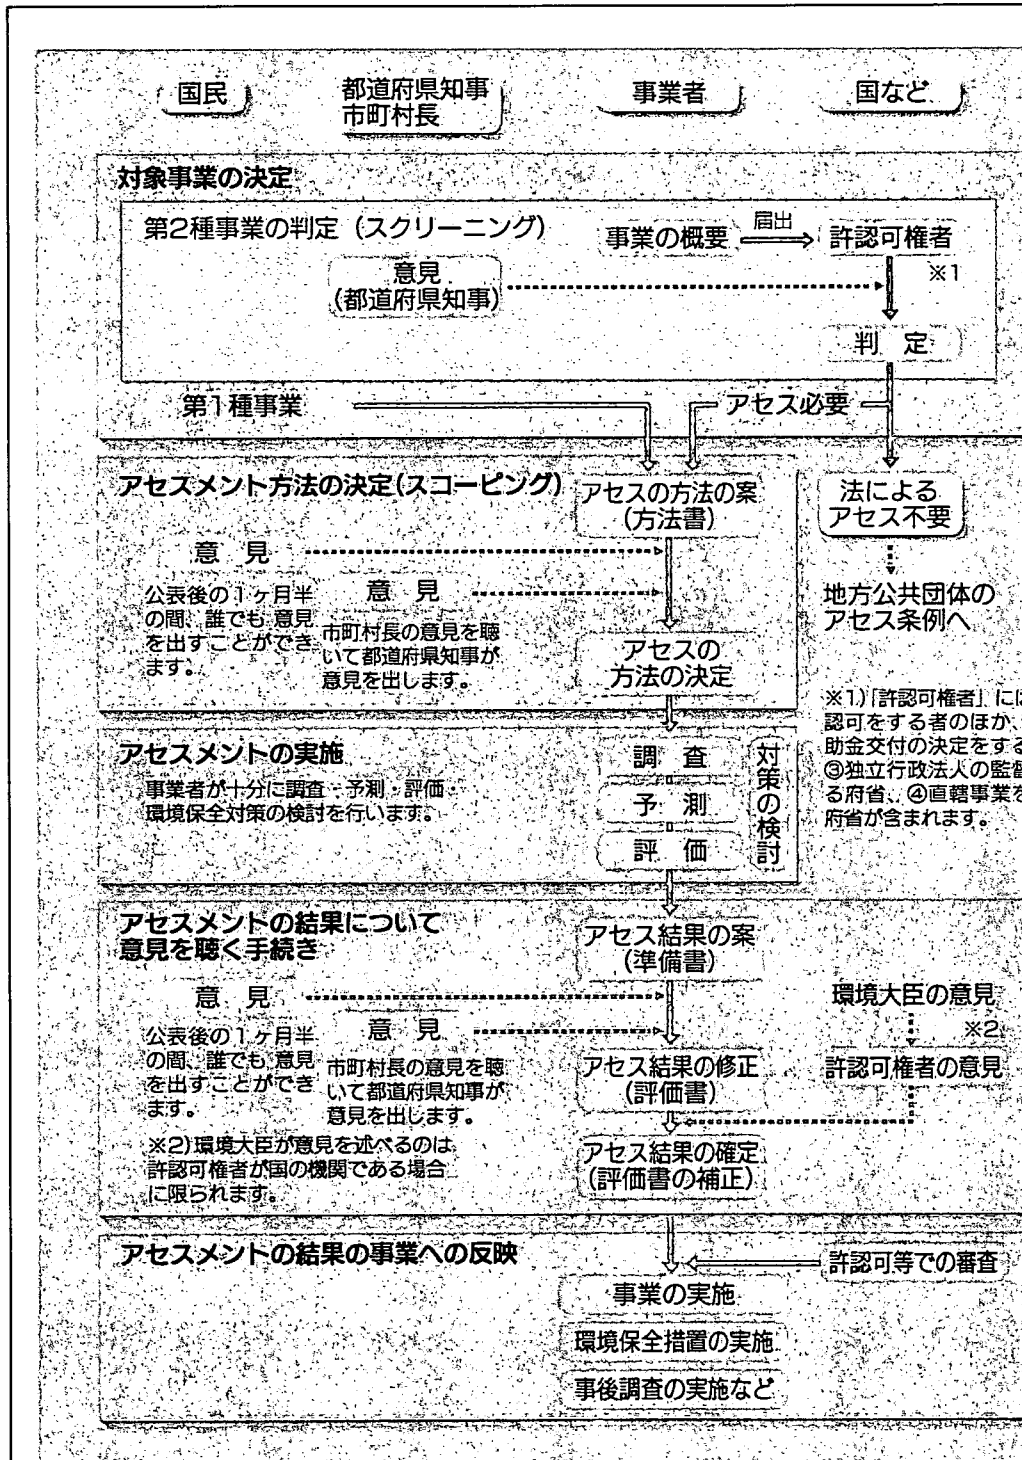 国民
都道府県知事
市町村長
事業者
国など
対象事業の決定
第2種事業の判定(スクリーニング)
事業の概要
届出
許認可権者
※1
意見
(都道府県知事)
判 定
第1種事業
アセス必要
アセスメント方法の決定(スコーピング)
アセスの方法の案
(方法書)
法による
アセス不要
意 見
公表後の1ヶ月半
の間、誰でも意見
を出すことができ
ます。
意 見
市町村長の意見を聴
いて都道府県知事が
意見を出します。
アセスの
方法の決定
地方公共団体の
アセス条例へ
※1)「許認可権者」には
認可をする者のほか、
助金交付の決定をする
③独立行政法人の監督
る府省、④直轄事業を
府省が含まれます。
アセスメントの実施
事業者が十分に調査・予測・評価・
環境保全対策の検討を行います。
調 査
予 測
評 価
対策の検討
アセスメントの結果について
意見を聴く手続き
アセス結果の案
(準備書)
意 見
公表後の1ヶ月半
の間、誰でも意見
を出すことができ
ます。
意 見
市町村長の意見を聴
いて都道府県知事が
意見を出します。
環境大臣の意見
※2
アセス結果の修正
(評価書)
許認可権者の意見
※2)環境大臣が意見を述べるのは
許認可権者が国の機関である場合
に限られます。
アセス結果の確定
(評価書の補正)
アセスメントの結果の事業への反映
許認可等での審査
事業の実施
環境保全措置の実施
事後調査の実施など